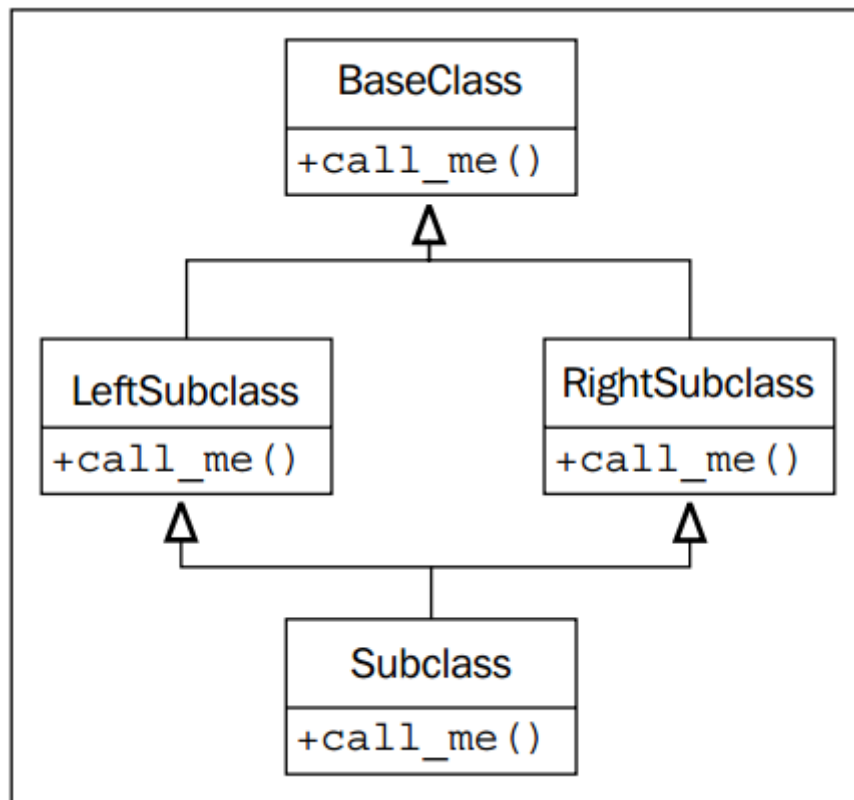 BaseClass
+call_me()
LeftSubclass
+call_me()
RightSubclass
+call_me()
Subclass
+call_me()